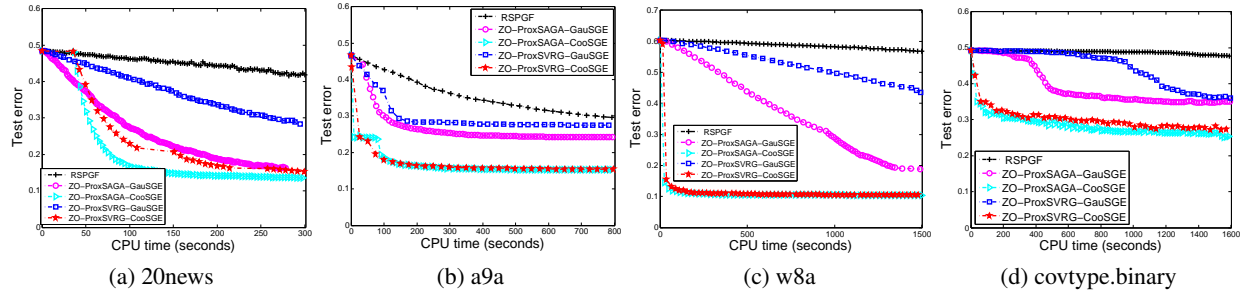 0.6
0.5
0.4
0.3
0.2
0.1
0
Test error
0 50 100 150 200 250 300
CPU time (seconds)
RSPGF
ZO−ProxSAGA−GauSGE
ZO−ProxSAGA−CooSGE
ZO−ProxSVRG−GauSGE
ZO−ProxSVRG−CooSGE
(a) 20news
0.6
0.5
0.4
0.3
0.2
0.1
0
Test error
0 100 200 300 400 500 600 700 800
CPU time (seconds)
RSPGF
ZO−ProxSAGA−GauSGE
ZO−ProxSAGA−CooSGE
ZO−ProxSVRG−GauSGE
ZO−ProxSVRG−CooSGE
(b) a9a
0.7
0.6
0.5
0.4
0.3
0.2
0.1
0
Test error
0 500 1000 1500
CPU time (seconds)
RSPGF
ZO−ProxSAGA−GauSGE
ZO−ProxSAGA−CooSGE
ZO−ProxSVRG−GauSGE
ZO−ProxSVRG−CooSGE
(c) w8a
0.6
0.5
0.4
0.3
0.2
0.1
0
Test error
0 200 400 600 800 1000 1200 1400 1600
CPU time (seconds)
RSPGF
ZO−ProxSAGA−GauSGE
ZO−ProxSAGA−CooSGE
ZO−ProxSVRG−GauSGE
ZO−ProxSVRG−CooSGE
(d) covtype.binary